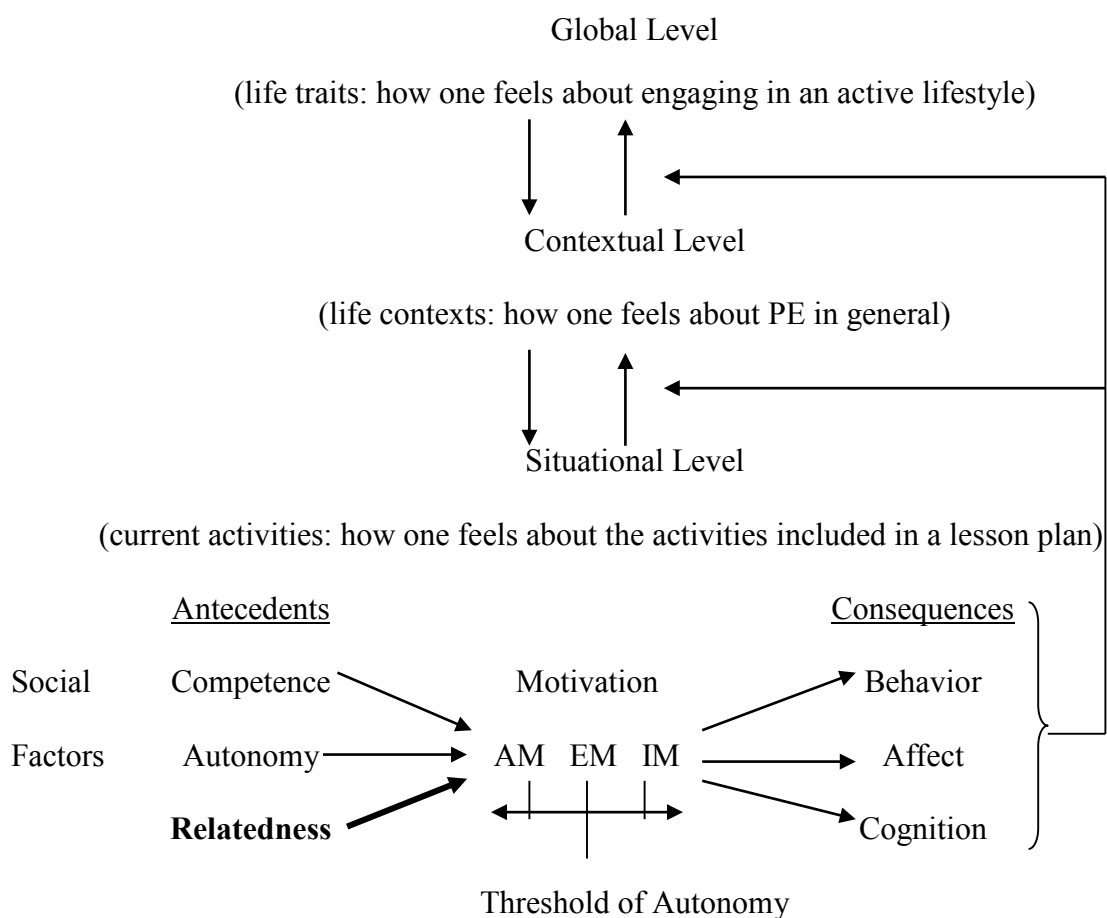 Global Level
(life traits: how one feels about engaging in an active lifestyle)
Contextual Level
(life contexts: how one feels about PE in general)
Situational Level
(current activities: how one feels about the activities included in a lesson plan)
Antecedents Consequences
Social Competence Motivation Behavior
Factors Autonomy AM EM IM Affect
Relatedness Cognition
Threshold of Autonomy